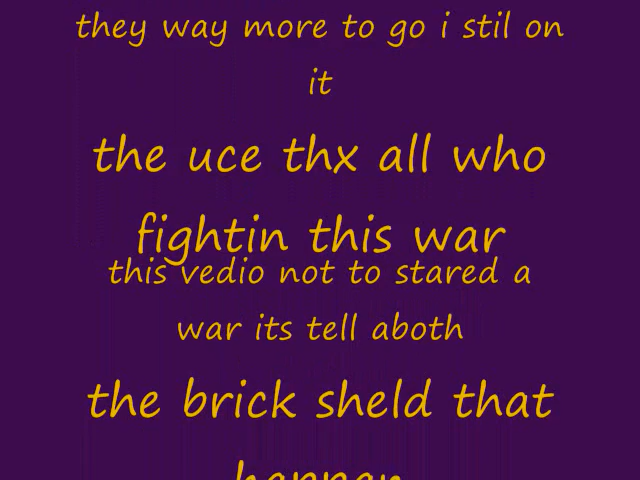 they way more to go i stil on
it
the uce thx all who
fightin this war
this vedio not to stared a
war its tell aboth
the brick sheld that
happen